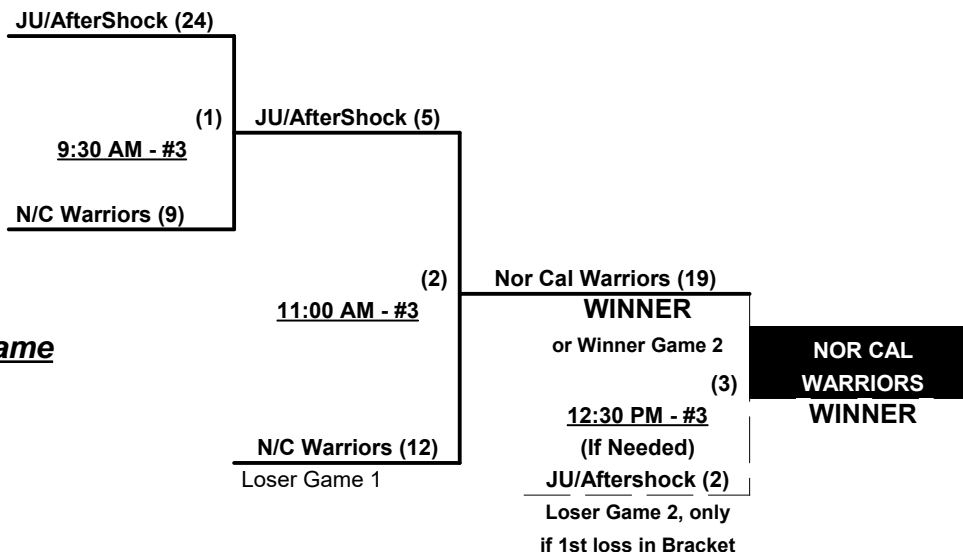 JU/AfterShock (24)
(1)
JU/AfterShock (5)
9:30 AM - #3
N/C Warriors (9)
(2)
Nor Cal Warriors (19)
11:00 AM - #3
WINNER
or Winner Game 2
NOR CAL
(3)
WARRIORS
WINNER
12:30 PM - #3
(If Needed)
N/C Warriors (12)
Loser Game 1
JU/Aftershock (2)
Loser Game 2, only
if 1st loss in Bracket